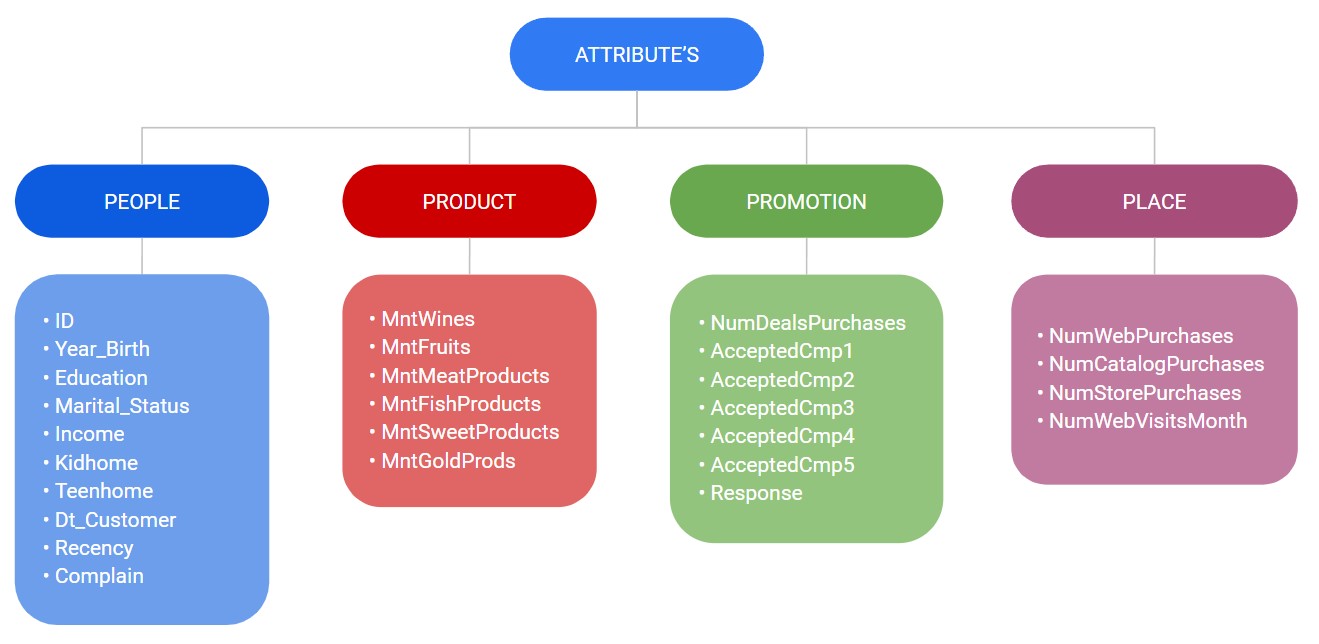 ATTRIBUTE’S
PEOPLE
PRODUCT
PROMOTION
PLACE
• ID
• Year_Birth
• Education
• Marital_Status
• Income
• Kidhome
• Teenhome
• Dt_Customer
• Recency
• Complain
• MntWines
• MntFruits
• MntMeatProducts
• MntFishProducts
• MntSweetProducts
• MntGoldProds
• NumDealsPurchases
• AcceptedCmp1
• AcceptedCmp2
• AcceptedCmp3
• AcceptedCmp4
• AcceptedCmp5
• Response
• NumWebPurchases
• NumCatalogPurchases
• NumStorePurchases
• NumWebVisitsMonth